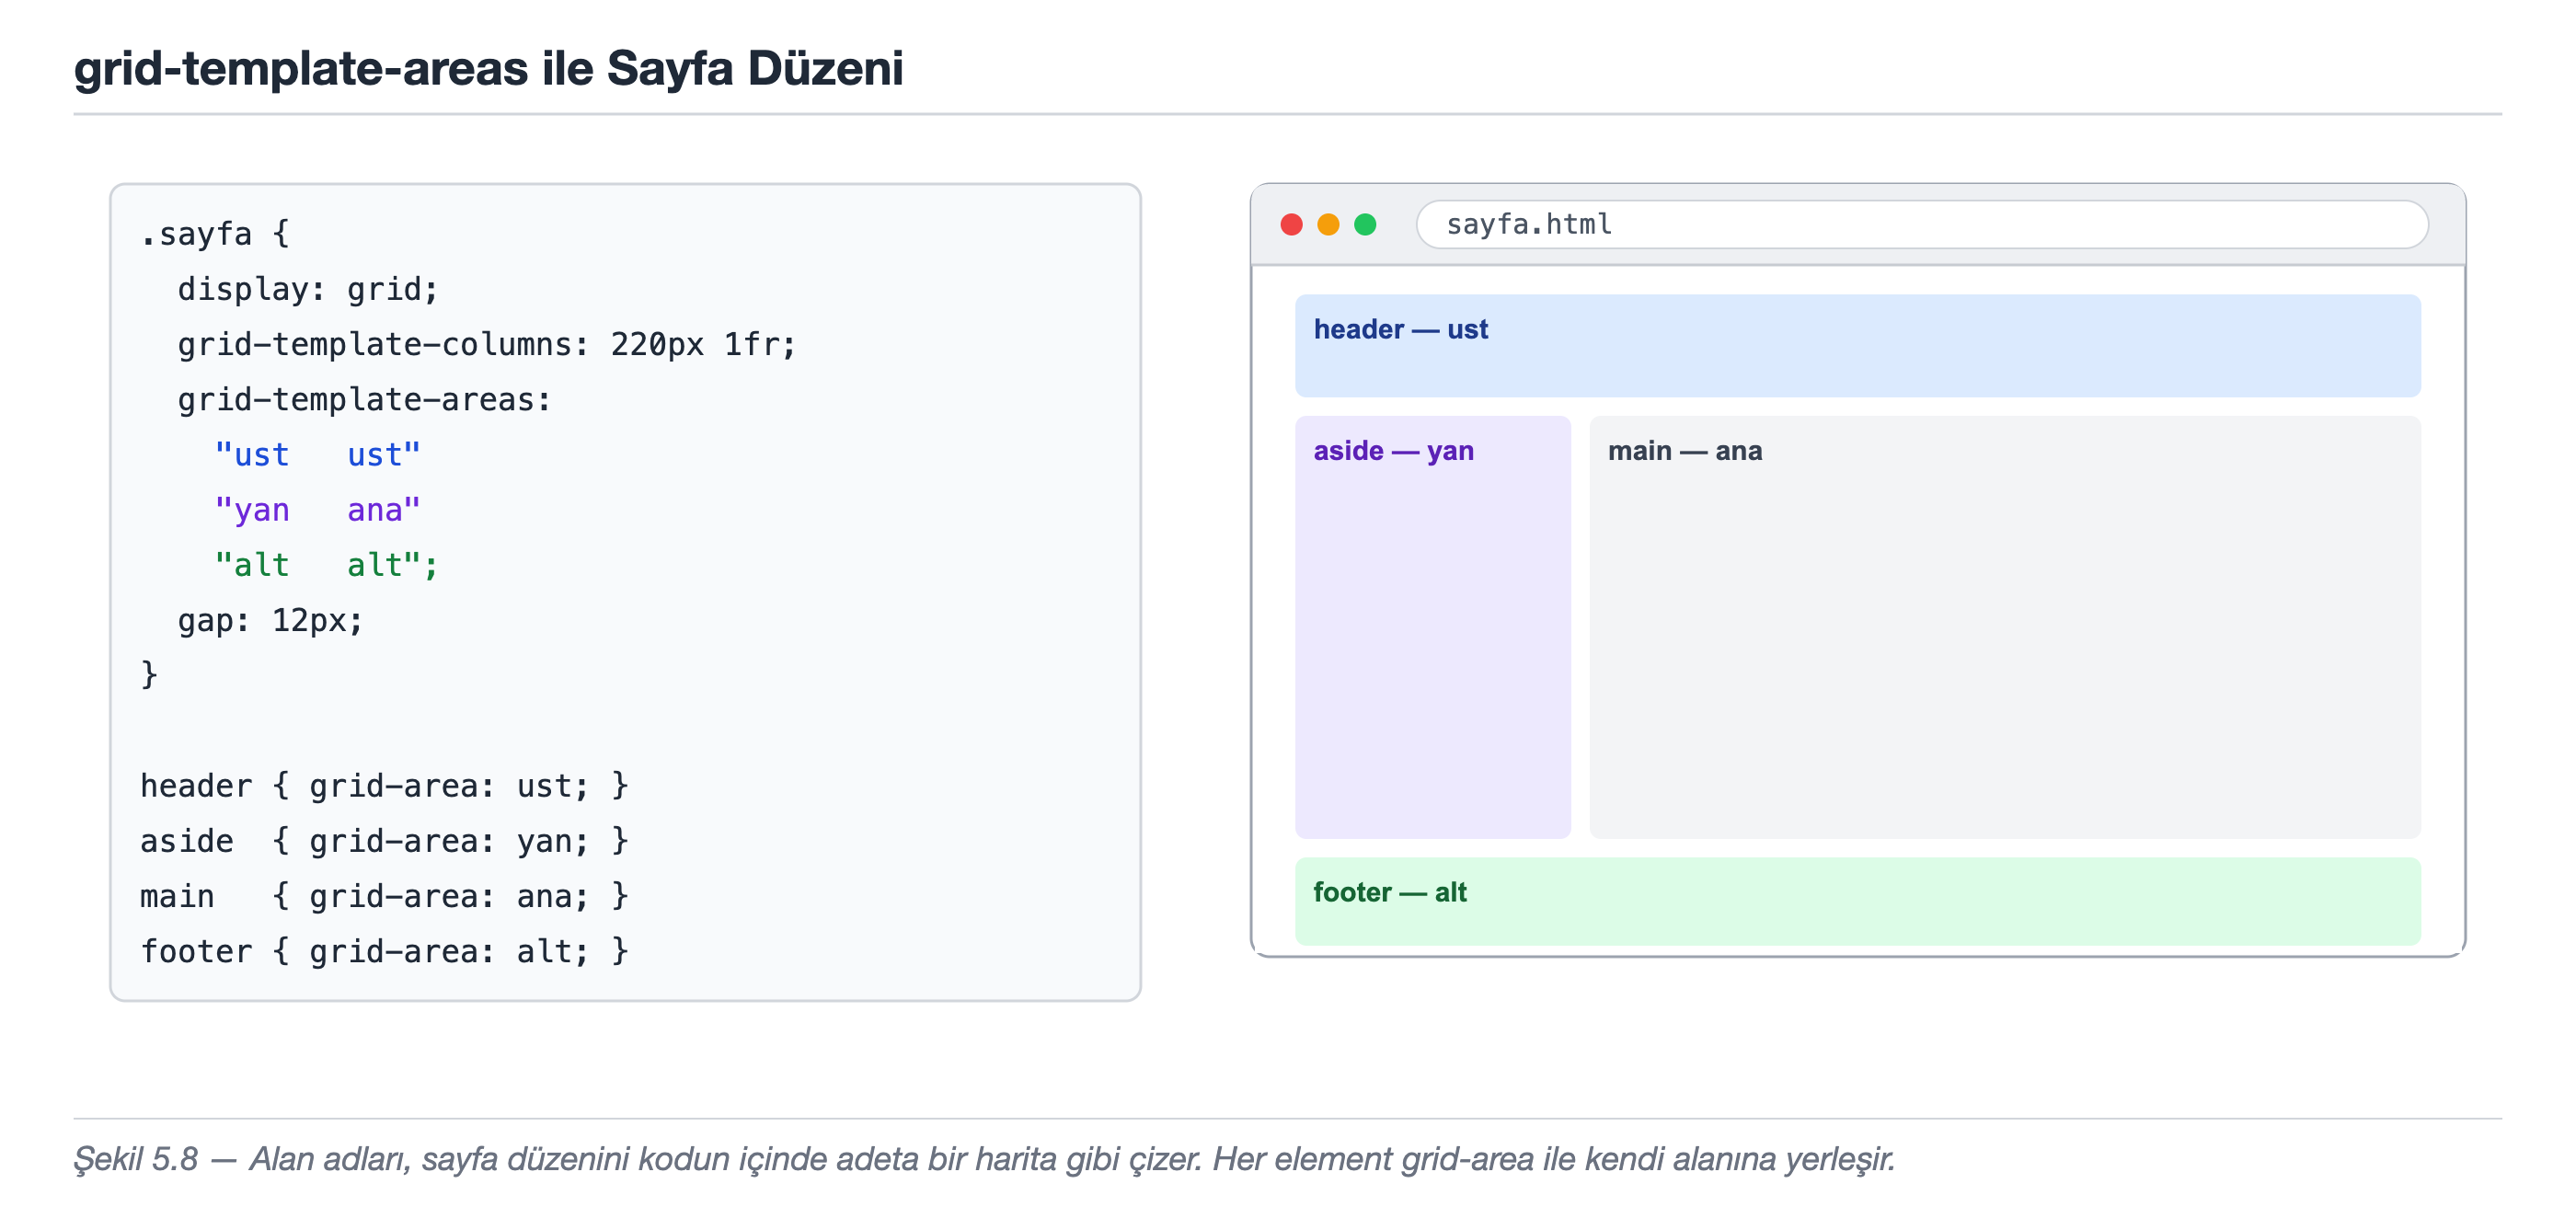 grid-template-areas ile Sayfa Düzeni
.sayfa {
  display: grid;
  grid-template-columns: 220px 1fr;
  grid-template-areas:
    "ust   ust"
    "yan   ana"
    "alt   alt";
  gap: 12px;
}
header { grid-area: ust; }
aside  { grid-area: yan; }
main   { grid-area: ana; }
footer { grid-area: alt; }
sayfa.html
header — ust
aside — yan
main — ana
footer — alt
Şekil 5.8 — Alan adları, sayfa düzenini kodun içinde adeta bir harita gibi çizer. Her element grid-area ile kendi alanına yerleşir.